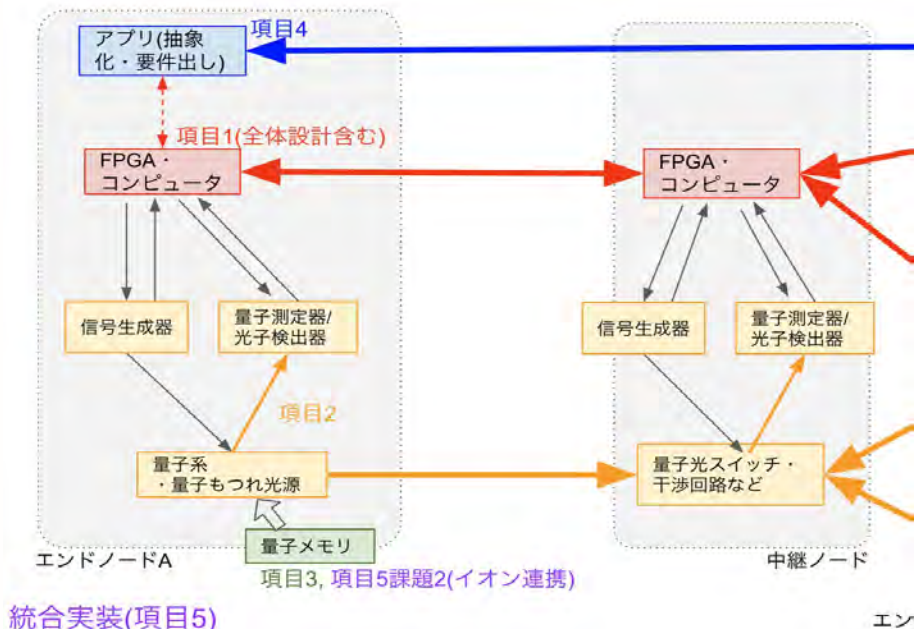 項目4
アプリ(抽象
化・要件出し)
項目1(全体設計含む)
FPGA・
コンピュータ
FPGA・
コンピュータ
信号生成器
量子測定器/
光子検出器
信号生成器
量子測定器/
光子検出器
項目2
量子系
・量子もつれ光源
量子光スイッチ・
干渉回路など
量子メモリ
エンドノードA
中継ノード
項目3, 項目5課題2(イオン連携)
統合実装(項目5)
エン